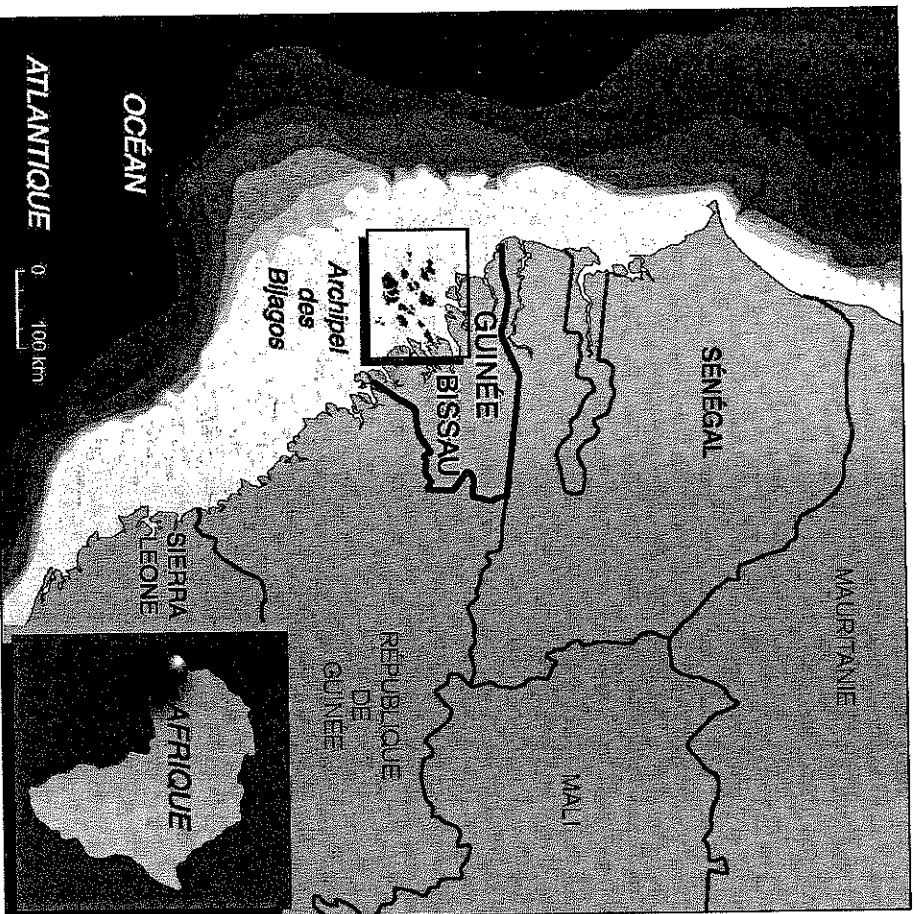 MAURITANIE
SÉNÉGAL
MALI
GUINÉE
BISSAU
RÉPUBLIQUE
DE
GUINÉE
Archipel
des
Bijagos
SIERRA
LEONE
OCÉAN
ATLANTIQUE
0 100 km
AFRIQUE